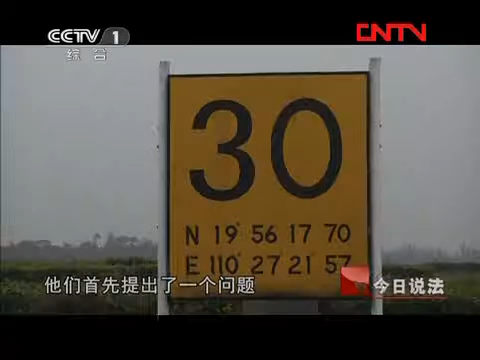 CCTV 1
综合
CNTV
30
N 19° 56 17 70
E 110° 27 21 57
他们首先提出了一个问题
今日说法